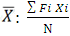 X̅: ∑ Fi Xi / N